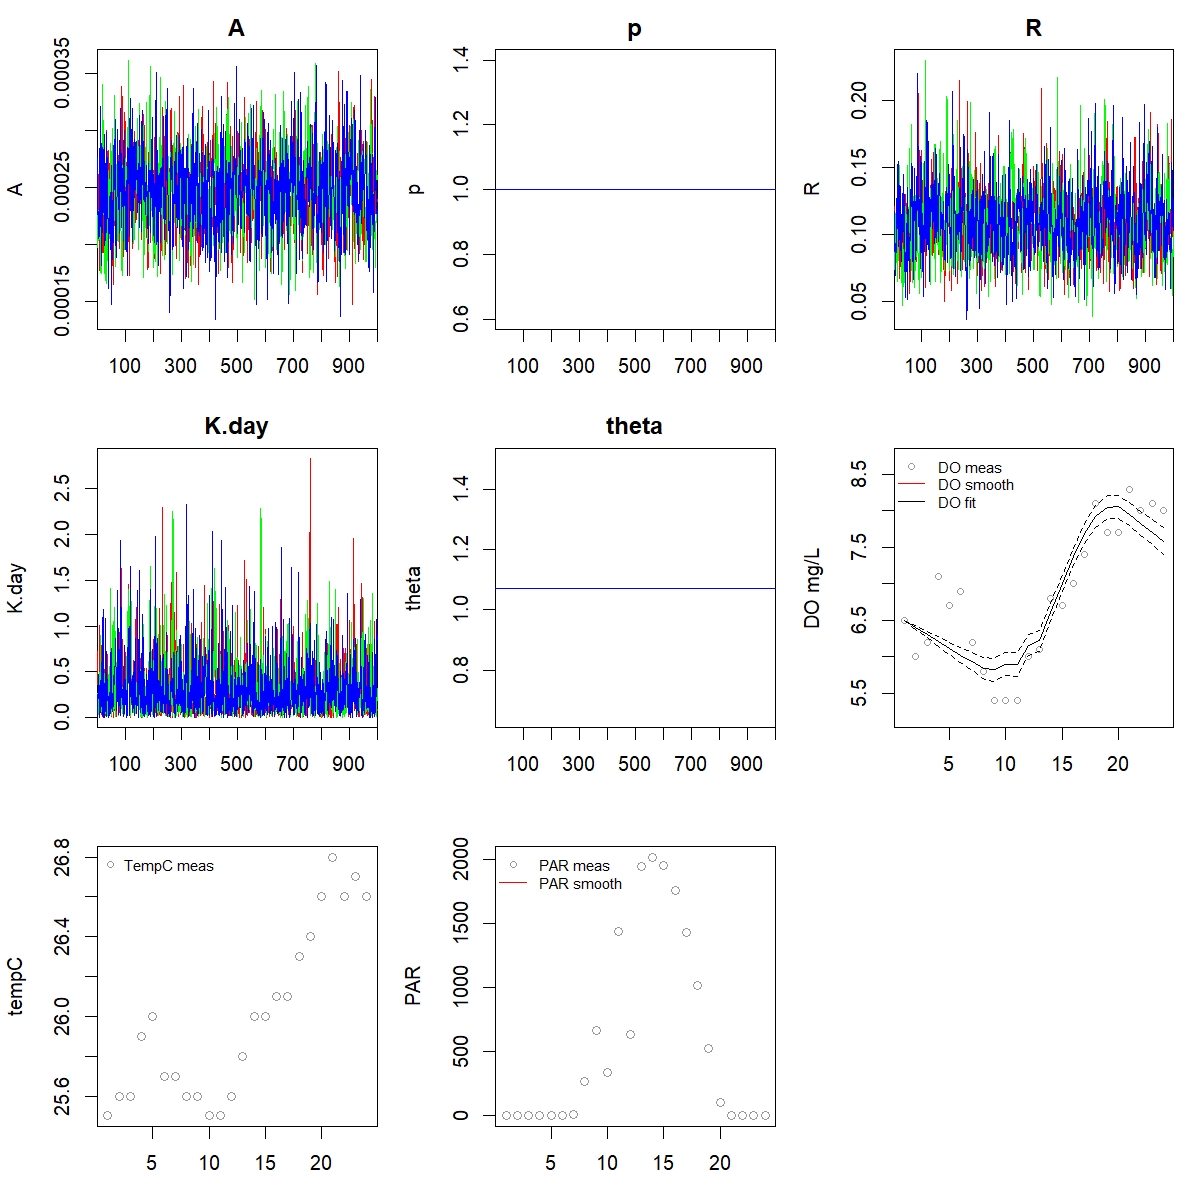 A
p
R
A
0.00015
0.00025
0.00035
100 300 500 700 900
p
0.6
0.8
1.0
1.2
1.4
100 300 500 700 900
R
0.05
0.10
0.15
0.20
100 300 500 700 900
K.day
theta
K.day
0.0
0.5
1.0
1.5
2.0
2.5
100 300 500 700 900
theta
0.8
1.0
1.2
1.4
100 300 500 700 900
DO mg/L
5.5
6.5
7.5
8.5
DO meas
DO smooth
DO fit
5 10 15 20
tempC
25.6
26.0
26.4
26.8
TempC meas
5 10 15 20
PAR
0
500
1000
1500
2000
PAR meas
PAR smooth
5 10 15 20